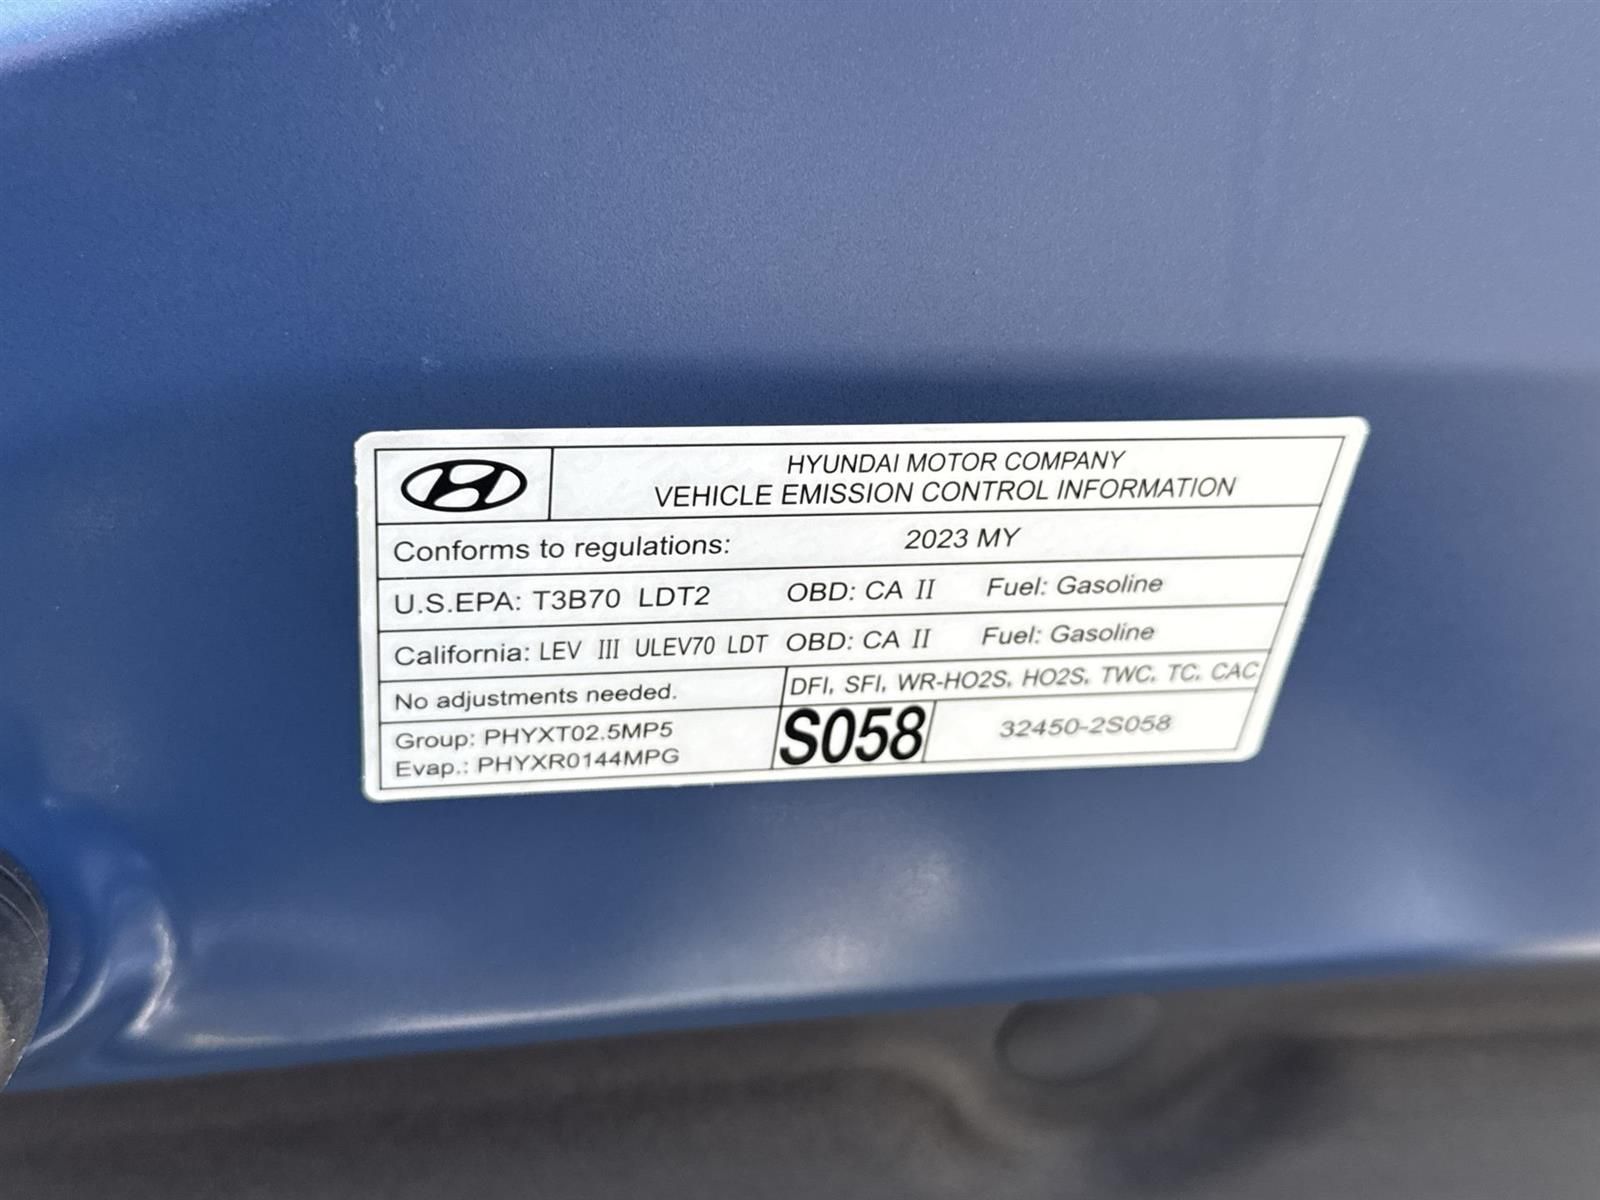 HYUNDAI MOTOR COMPANY
VEHICLE EMISSION CONTROL INFORMATION
Conforms to regulations: 2023 MY
U.S.EPA: T3B70 LDT2 OBD: CA II Fuel: Gasoline
California: LEV III ULEV70 LDT OBD: CA II Fuel: Gasoline
No adjustments needed. DFI, SFI, WR-HO2S, HO2S, TWC, TC, CAC
Group: PHYXT02.5MP5
Evap.: PHYXR0144MPG
S058 32450-2S058